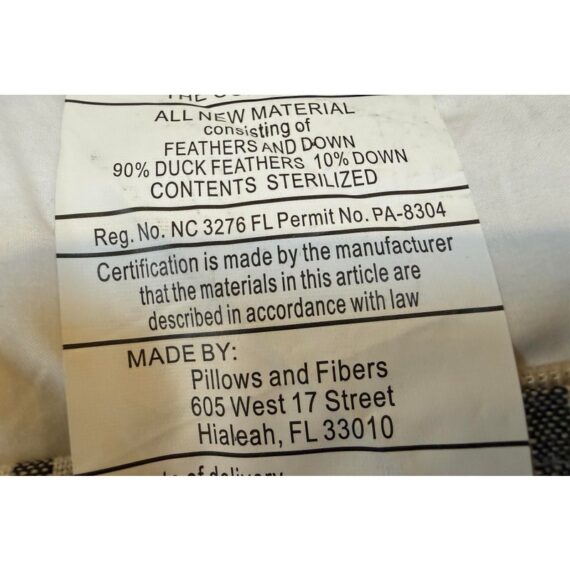 ALL NEW MATERIAL
consisting of
FEATHERS AND DOWN
90% DUCK FEATHERS 10% DOWN
CONTENTS STERILIZED
Reg. No. NC 3276 FL Permit No. PA-8304
Certification is made by the manufacturer
that the materials in this article are
described in accordance with law
MADE BY:
Pillows and Fibers
605 West 17 Street
Hialeah, FL 33010
of delivery